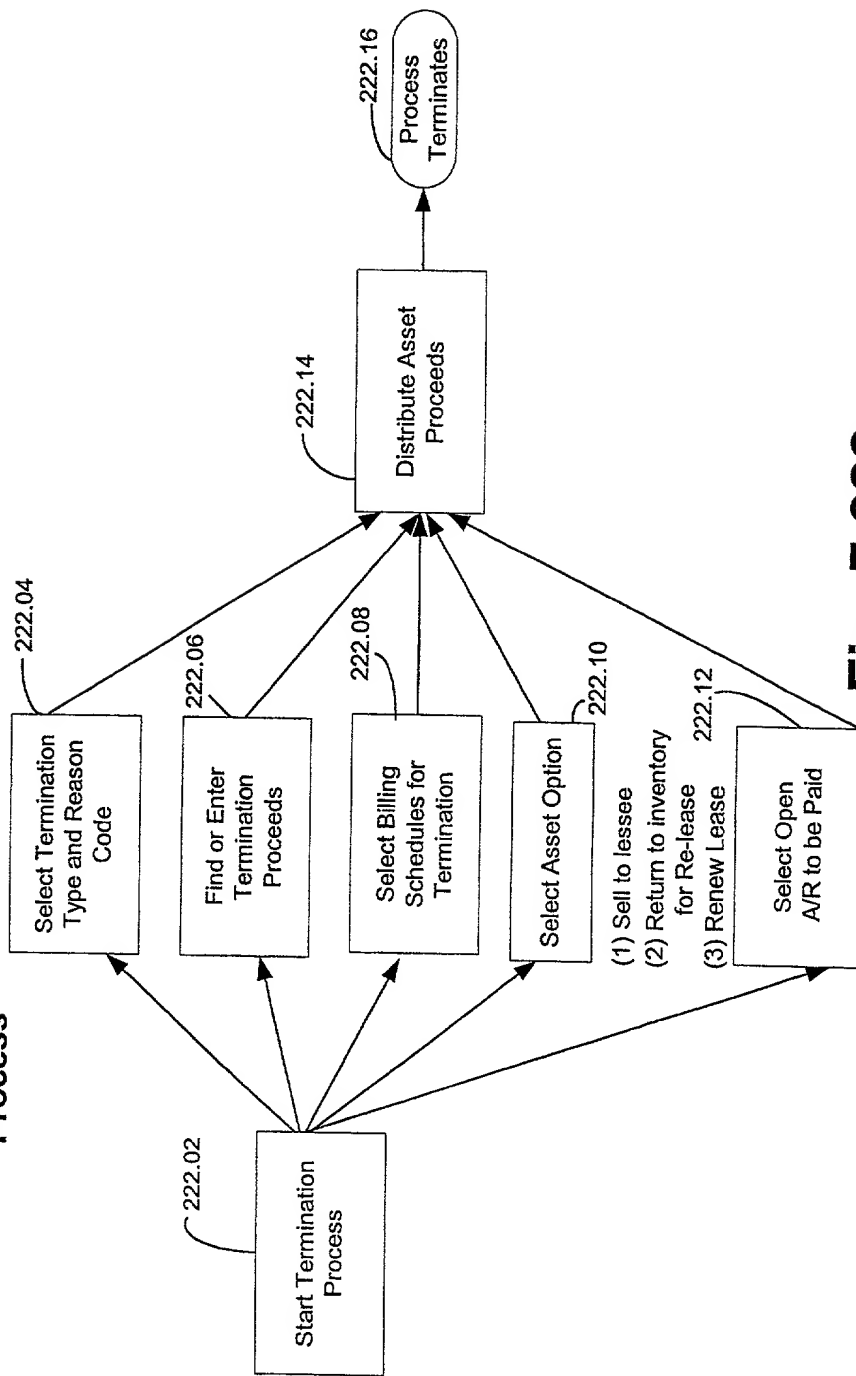 Process
222.02
Start Termination
Process
222.04
Select Termination
Type and Reason
Code
222.06
Find or Enter
Termination
Proceeds
222.08
Select Billing
Schedules for
Termination
222.10
Select Asset Option
(1) Sell to lessee
(2) Return to inventory
for Re-lease
(3) Renew Lease
222.12
Select Open
A/R to be Paid
222.14
Distribute Asset
Proceeds
222.16
Process
Terminates